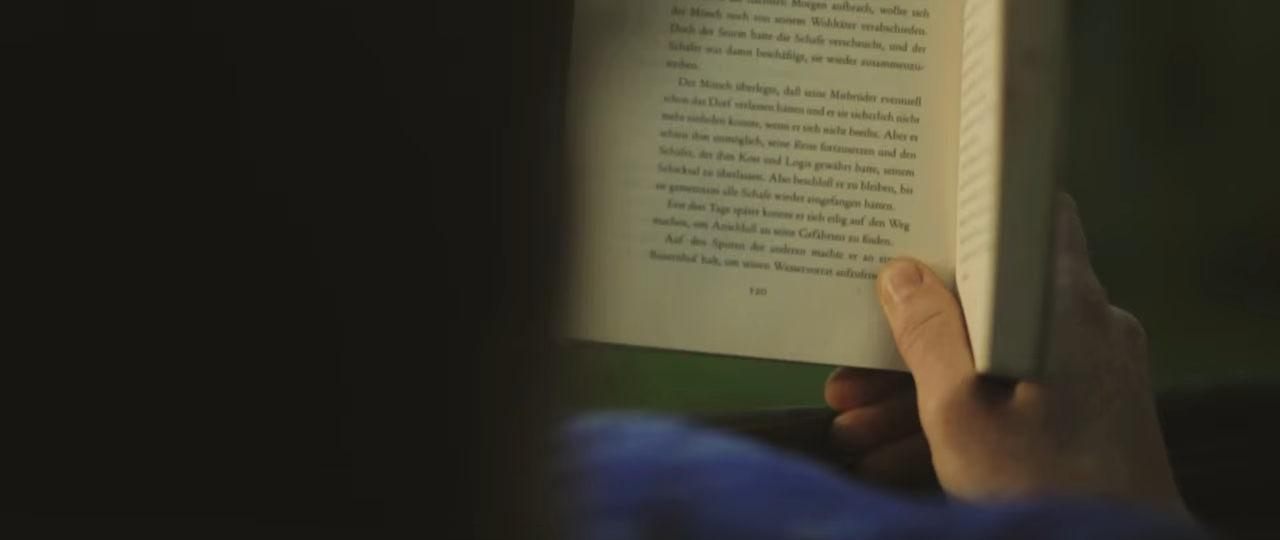 Morgen aufbrach, wollte sich
der Mönch noch von seinem Wohltäter verabschieden.
Doch der Sturm hatte die Schafe verscheucht, und der
Schäfer war damit beschäftigt, sie wieder zusammenzu-
treiben.
Der Mönch überlegte, daß seine Mitbrüder eventuell
schon das Dorf verlassen hatten und er sie sicherlich nicht
mehr einholen konnte, wenn er sich nicht beeilte. Aber es
schien ihm unmöglich, seine Reise fortzusetzen und den
Schäfer, der ihm Kost und Logis gewährt hatte, seinem
Schicksal zu überlassen. Also beschloß er zu bleiben, bis
sie gemeinsam alle Schafe wieder eingefangen hatten.
Erst drei Tage später konnte er sich eilig auf den Weg
machen, um Anschluß an seine Gefährten zu finden.
Auf den Spuren der anderen machte er an
Bauernhof halt, um seinen Wasservorrat
120